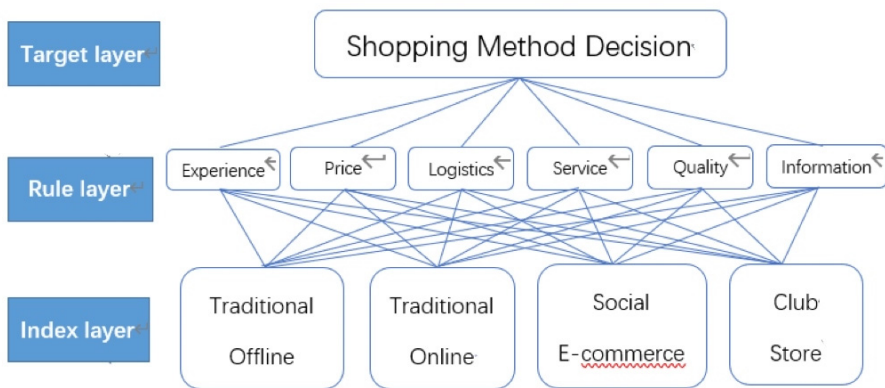 Target layer
Shopping Method Decision
Rule layer
Experience
Price
Logistics
Service
Quality
Information
Index layer
Traditional
Offline
Traditional
Online
Social
E-commerce
Club
Store